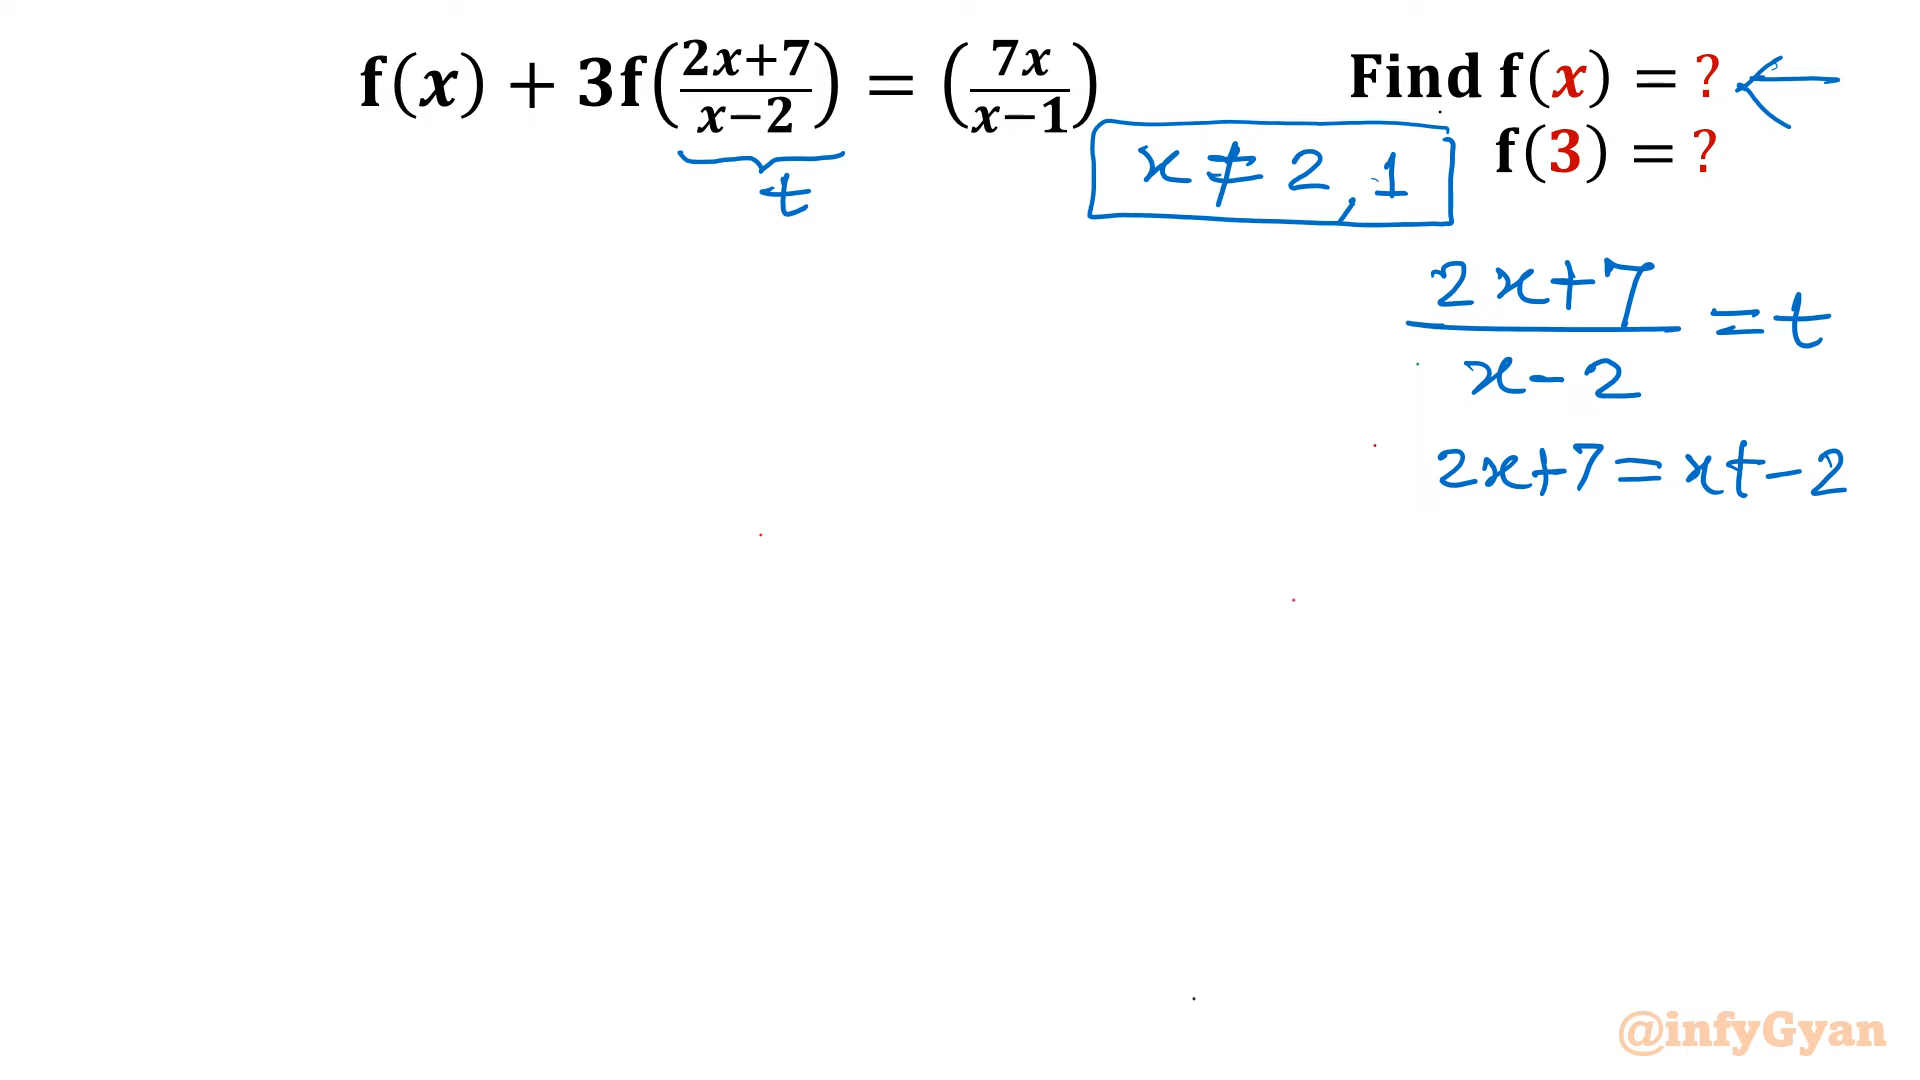 f(x) + 3f((2x+7)/(x−2)) = (7x/(x−1))
Find f(x) = ?
f(3) = ?
t
x ≠ 2, 1
(2x+7)/(x−2) = t
2x+7 = xt−2
@infyGyan